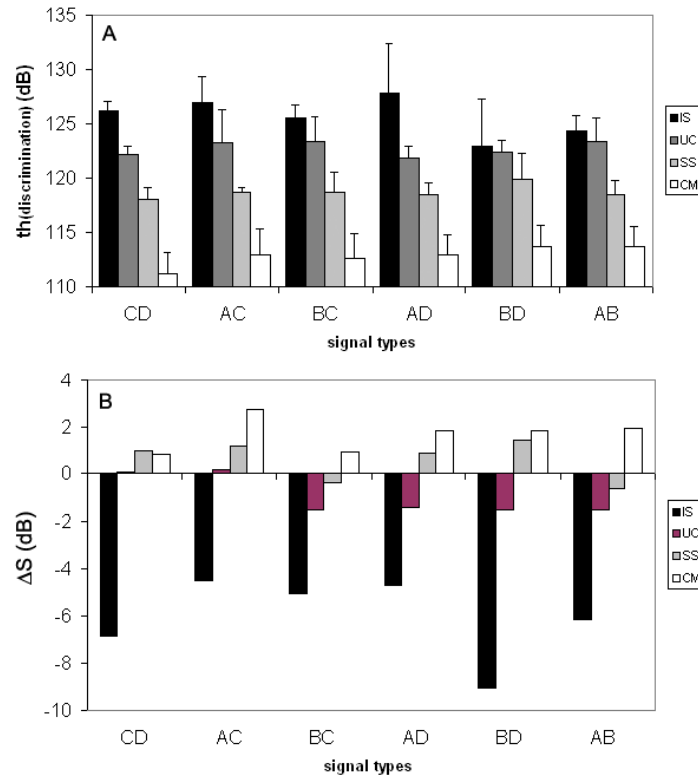 A
th(discrimination) (dB)
135
130
125
120
115
110
CD AC BC AD BD AB
signal types
IS
UC
SS
CM
B
ΔS (dB)
4
2
0
-2
-4
-6
-8
-10
CD AC BC AD BD AB
signal types
IS
UC
SS
CM